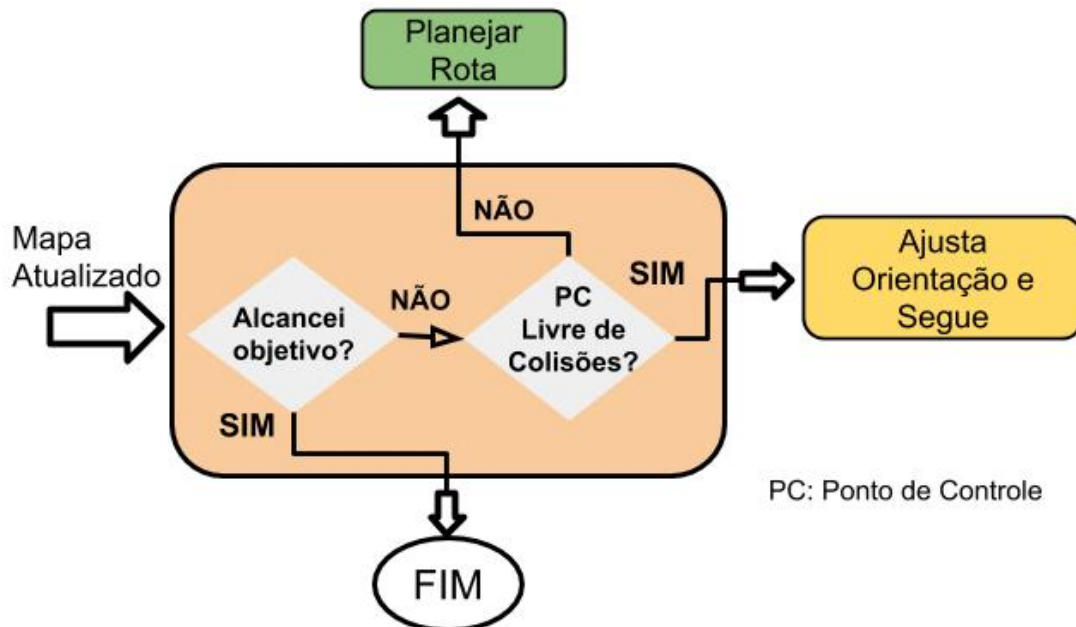 Planejar
Rota
Mapa
Atualizado
NÃO
SIM
Ajusta
Orientação e
Segue
NÃO
Alcancei
objetivo?
PC
Livre de
Colisões?
SIM
PC: Ponto de Controle
FIM